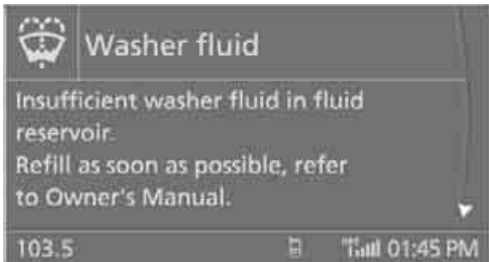 Washer fluid
Insufficient washer fluid in fluid
reservoir.
Refill as soon as possible, refer
to Owner's Manual.
103.5 01:45 PM